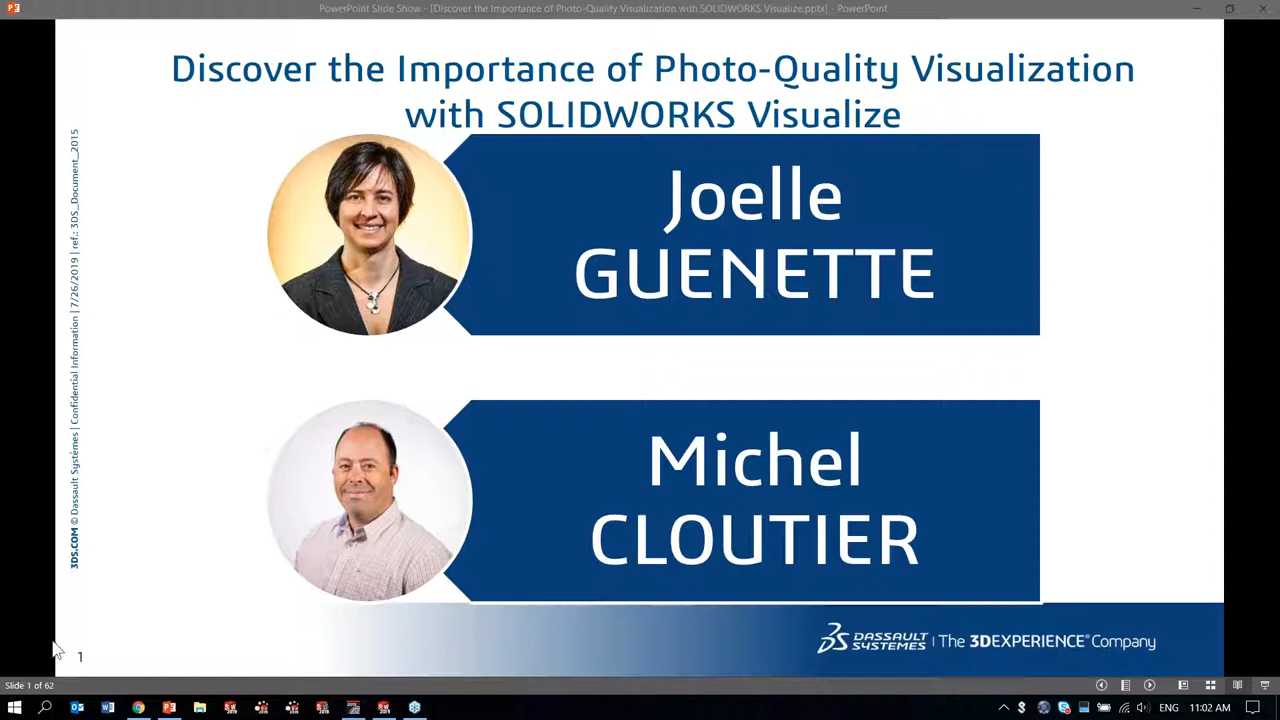 PowerPoint Slide Show - [Discover the Importance of Photo-Quality Visualization with SOLIDWORKS Visualize.pptx] - PowerPoint
Discover the Importance of Photo-Quality Visualization
with SOLIDWORKS Visualize
3DS.COM © Dassault Systèmes | Confidential Information | 7/26/2019 | ref.: 3DS_Document_2015
Joelle
GUENETTE
Michel
CLOUTIER
DASSAULT
SYSTEMES | The 3DEXPERIENCE® Company
1
Slide 1 of 62
ENG 11:02 AM